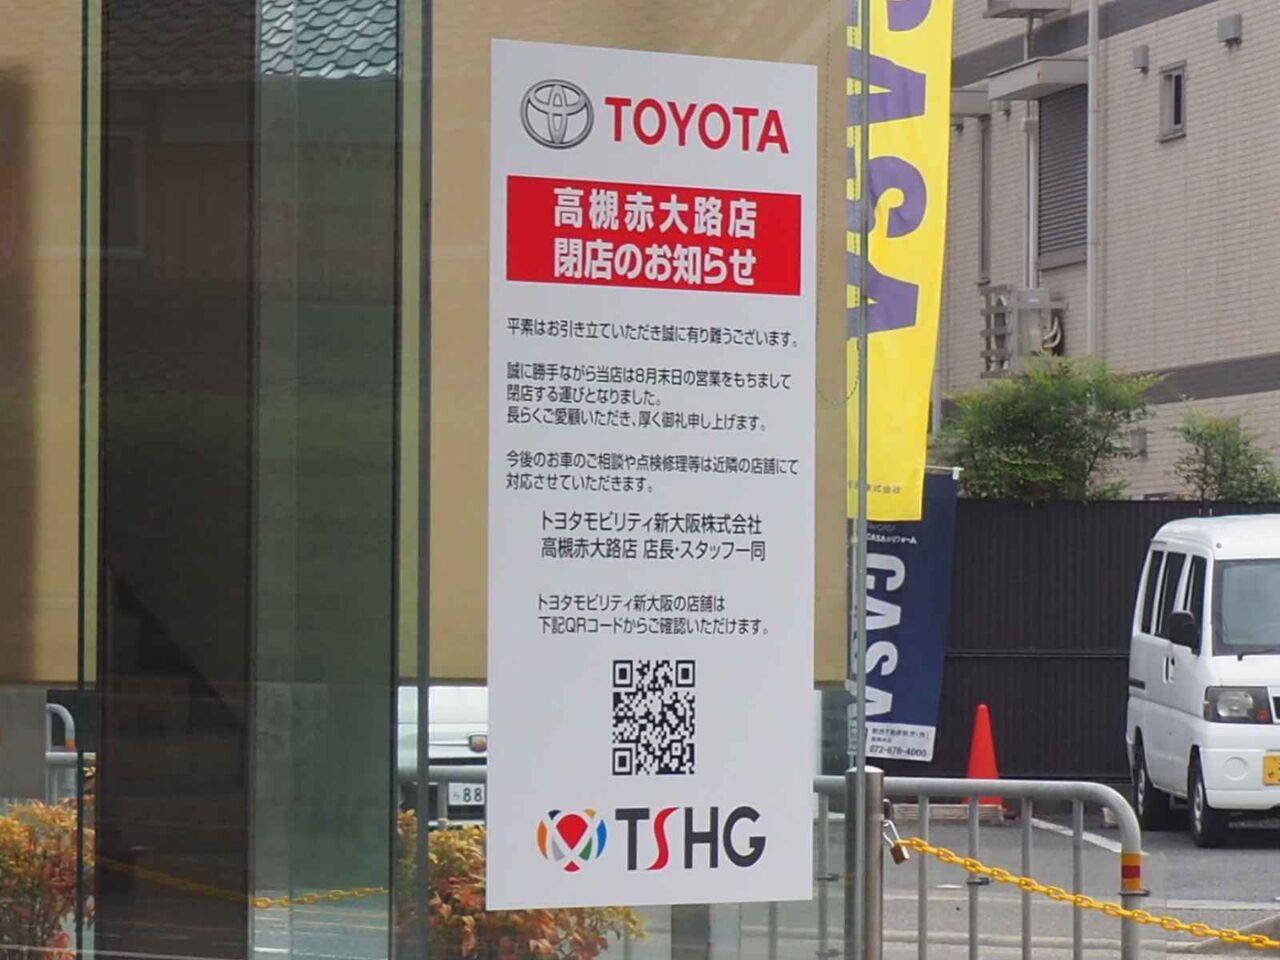 TOYOTA
高槻赤大路店
閉店のお知らせ
平素はお引き立ていただき誠に有り難うございます。
誠に勝手ながら当店は8月末日の営業をもちまして
閉店する運びとなりました。
長らくご愛顧いただき、厚く御礼申し上げます。
今後のお車のご相談や点検修理等は近隣の店舗にて
対応させていただきます。
トヨタモビリティ新大阪株式会社
高槻赤大路店 店長・スタッフ一同
トヨタモビリティ新大阪の店舗は
下記QRコードからご確認いただけます。
TSHG
CASA
CASA
072-676-4000
88